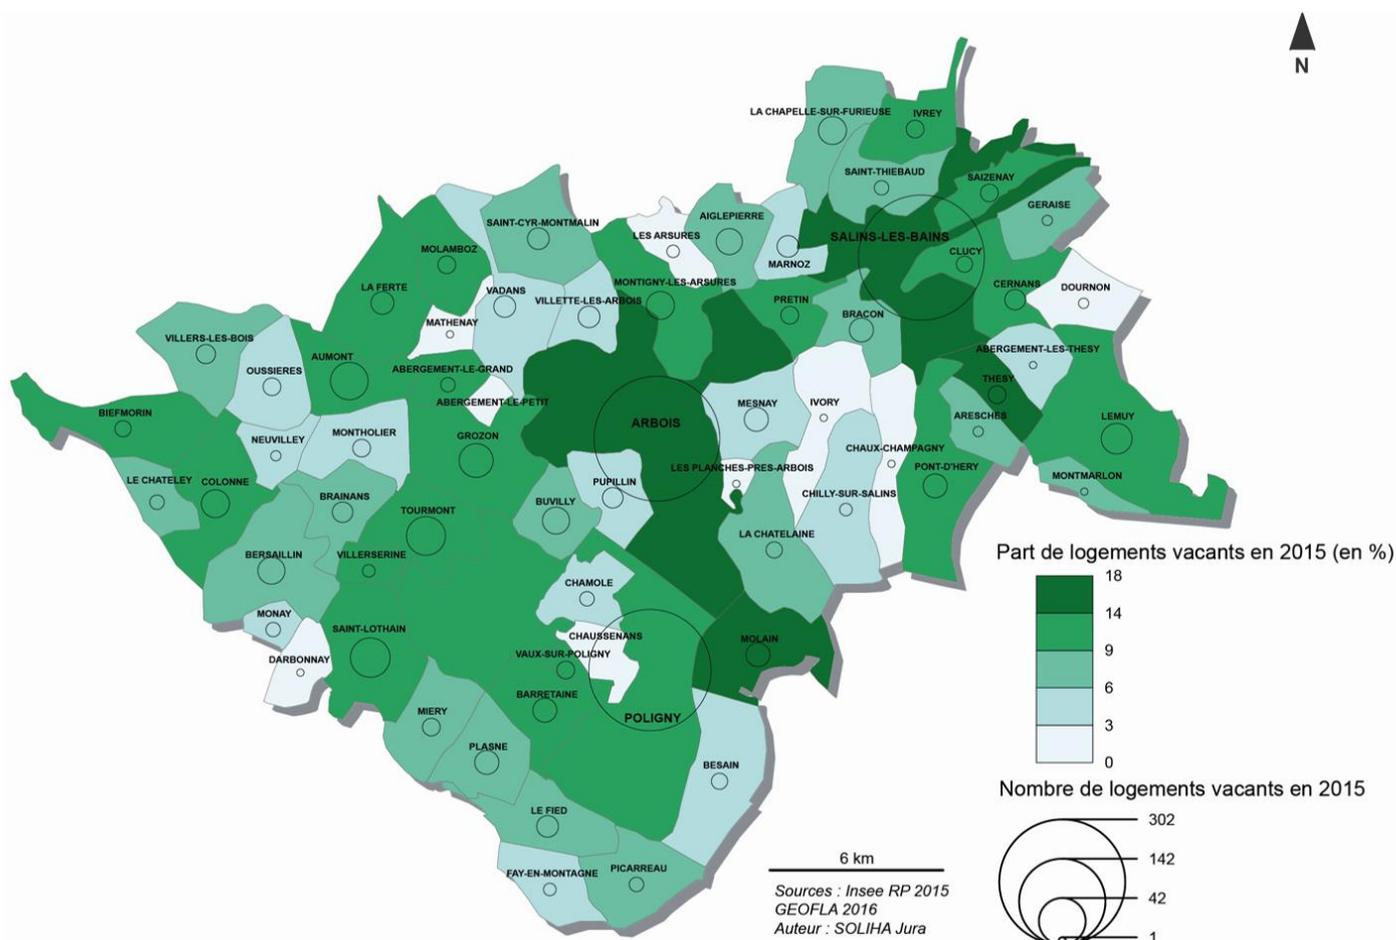 N
LA CHAPELLE-SUR-FURIEUSE
IVREY
SAINT-THIEBAUD
SAIZENAY
GERAISE
SAINT-CYR-MONTMALIN
AIGLEPIERRE
LES ARSURES
SALINS-LES-BAINS
MOLAMBOZ
MARNOZ
CLUCY
LA FERTE
VADANS
MONTIGNY-LES-ARSURES
VILLETTE-LES-ARBOIS
PRETIN
BRACON
CERNANS
DOURNON
MATHENAY
VILLERS-LES-BOIS
OUSSIERES
AUMONT
ABERGEMENT-LE-GRAND
ABERGEMENT-LES-THESY
THESY
ABERGEMENT-LE-PETIT
MESNAY
IVORY
BIEFMORIN
ARBOIS
ARESCHES
LEMUY
NEUVILLEY
MONTHOLIER
GROZON
CHAUX-CHAMPAGNY
LES PLANCHES-PRES-ARBOIS
PONT-D'HERY
LE CHATELEY
COLONNE
PUPILLIN
MONTMARLON
BRAINANS
BUVILLY
CHILLY-SUR-SALINS
TOURMONT
LA CHATELAINE
BERSAILLIN
VILLERSERINE
CHAMOLE
MONAY
SAINT-LOTHAIN
CHAUSSENANS
MOLAIN
DARBONNAY
VAUX-SUR-POLIGNY
BARRETAINE
MIERY
POLIGNY
PLASNE
BESAIN
LE FIED
FAY-EN-MONTAGNE
PICARREAU
Part de logements vacants en 2015 (en %)
18
14
9
6
3
0
Nombre de logements vacants en 2015
302
142
42
1
6 km
Sources : Insee RP 2015
GEOFLA 2016
Auteur : SOLIHA Jura